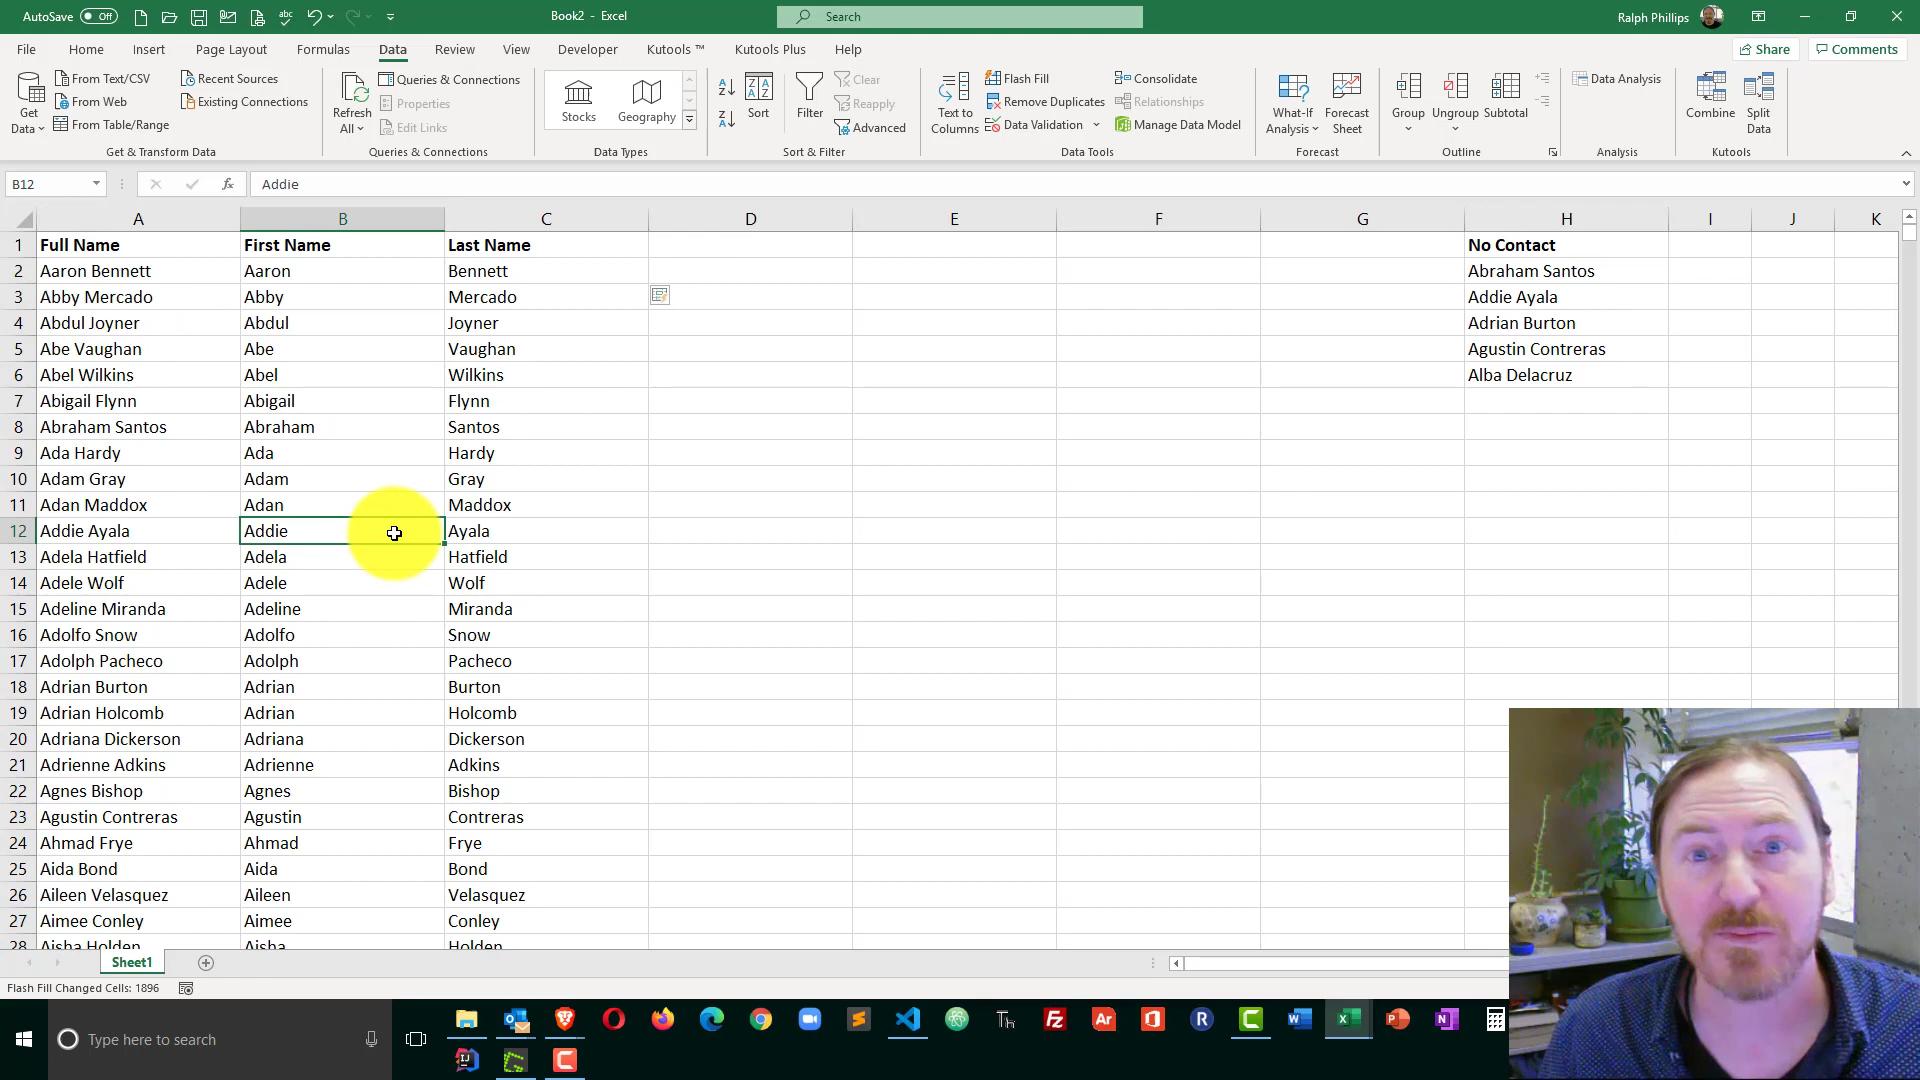 AutoSave Off
Book2 - Excel
Search
Ralph Phillips
File Home Insert Page Layout Formulas Data Review View Developer Kutools ™ Kutools Plus Help
Share Comments
Get Data
From Text/CSV
From Web
From Table/Range
Recent Sources
Existing Connections
Get & Transform Data
Refresh All
Queries & Connections
Properties
Edit Links
Queries & Connections
Stocks
Geography
Data Types
Sort
Filter
Clear
Reapply
Advanced
Sort & Filter
Text to Columns
Flash Fill
Remove Duplicates
Data Validation
Consolidate
Relationships
Manage Data Model
Data Tools
What-If Analysis
Forecast Sheet
Forecast
Group
Ungroup
Subtotal
Outline
Data Analysis
Analysis
Combine
Split Data
Kutools
B12
fx
Addie
A B C D E F G H I J K
1 Full Name First Name Last Name No Contact
2 Aaron Bennett Aaron Bennett Abraham Santos
3 Abby Mercado Abby Mercado Addie Ayala
4 Abdul Joyner Abdul Joyner Adrian Burton
5 Abe Vaughan Abe Vaughan Agustin Contreras
6 Abel Wilkins Abel Wilkins Alba Delacruz
7 Abigail Flynn Abigail Flynn
8 Abraham Santos Abraham Santos
9 Ada Hardy Ada Hardy
10 Adam Gray Adam Gray
11 Adan Maddox Adan Maddox
12 Addie Ayala Addie Ayala
13 Adela Hatfield Adela Hatfield
14 Adele Wolf Adele Wolf
15 Adeline Miranda Adeline Miranda
16 Adolfo Snow Adolfo Snow
17 Adolph Pacheco Adolph Pacheco
18 Adrian Burton Adrian Burton
19 Adrian Holcomb Adrian Holcomb
20 Adriana Dickerson Adriana Dickerson
21 Adrienne Adkins Adrienne Adkins
22 Agnes Bishop Agnes Bishop
23 Agustin Contreras Agustin Contreras
24 Ahmad Frye Ahmad Frye
25 Aida Bond Aida Bond
26 Aileen Velasquez Aileen Velasquez
27 Aimee Conley Aimee Conley
28 Aisha Holden Aisha Holden
Sheet1
Flash Fill Changed Cells: 1896
Type here to search